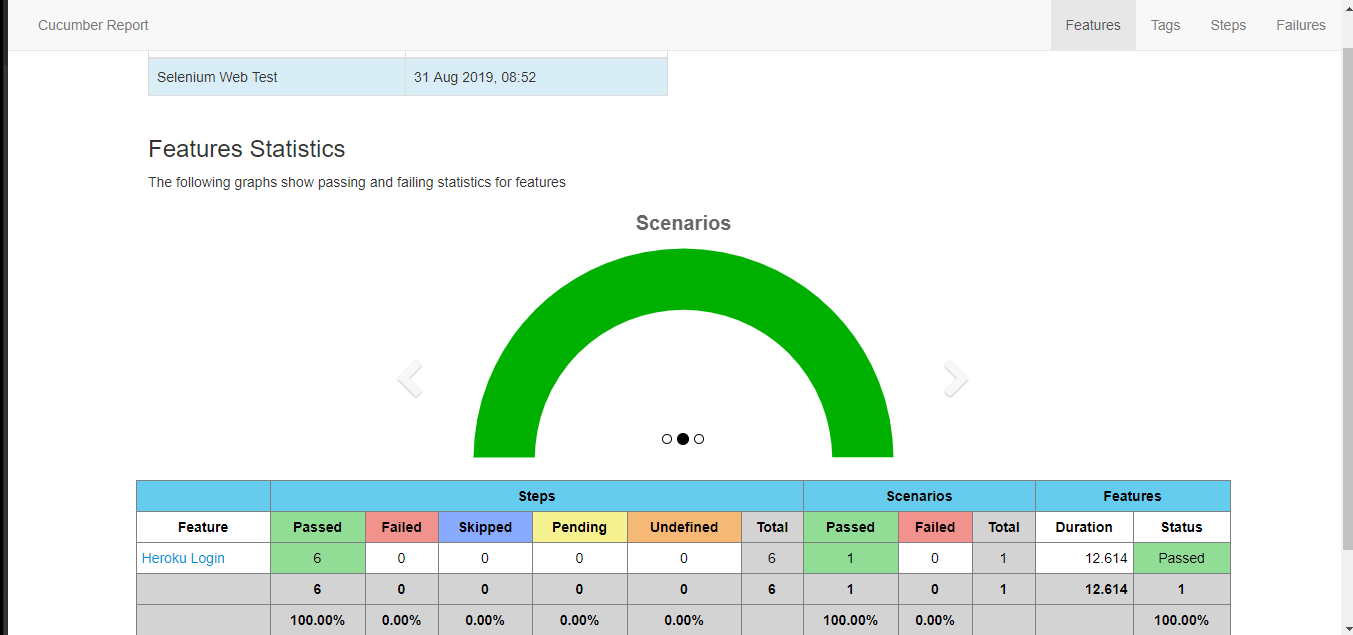 Cucumber Report Features Tags Steps Failures
Selenium Web Test 31 Aug 2019, 08:52
Features Statistics
The following graphs show passing and failing statistics for features
Scenarios
Steps Scenarios Features
Feature Passed Failed Skipped Pending Undefined Total Passed Failed Total Duration Status
Heroku Login 6 0 0 0 0 6 1 0 1 12.614 Passed
6 0 0 0 0 6 1 0 1 12.614 1
100.00% 0.00% 0.00% 0.00% 0.00% 100.00% 0.00% 100.00%